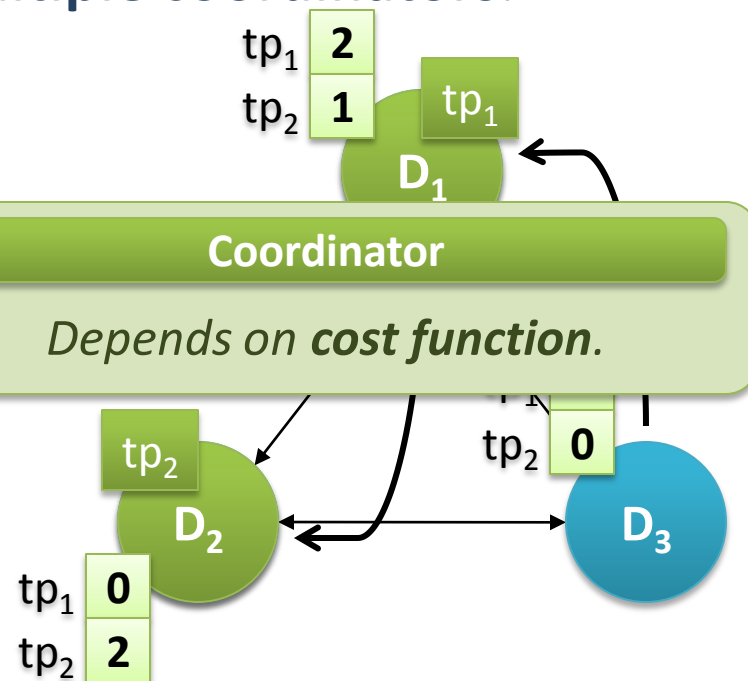 tp1 2
tp2 1
tp1
D1
Coordinator
Depends on cost function.
tp2 0
tp2
D2
D3
tp1 0
tp2 2